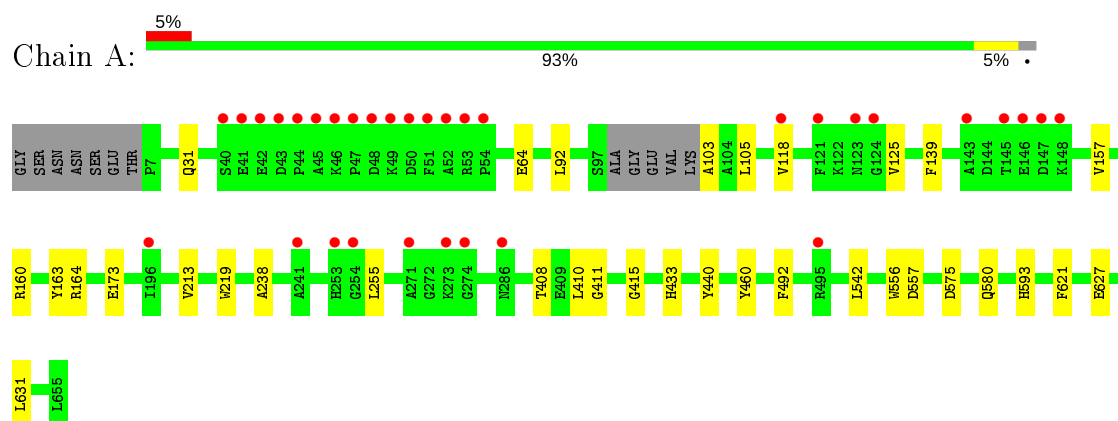 5%
Chain A:
93% 5% •
GLY SER ASN ASN SER GLU THR P7 Q31 S40 E41 E42 D43 P44 A45 K46 P47 D48 K49 D50 F51 A52 R53 P54 E64 L92 S97 ALA GLY GLU VAL LYS A103 A104 L105 V118 F121 K122 N123 G124 V125 F139 A143 D144 T145 E146 D147 K148 V157
R160 Y163 R164 E173 I196 V213 W219 A238 A241 H253 G254 L255 A271 G272 K273 G274 N286 T408 E409 L410 G411 G415 H433 Y440 Y460 F492 R495 L542 W556 D557 D575 Q580 H593 F621 E627
L631 L655